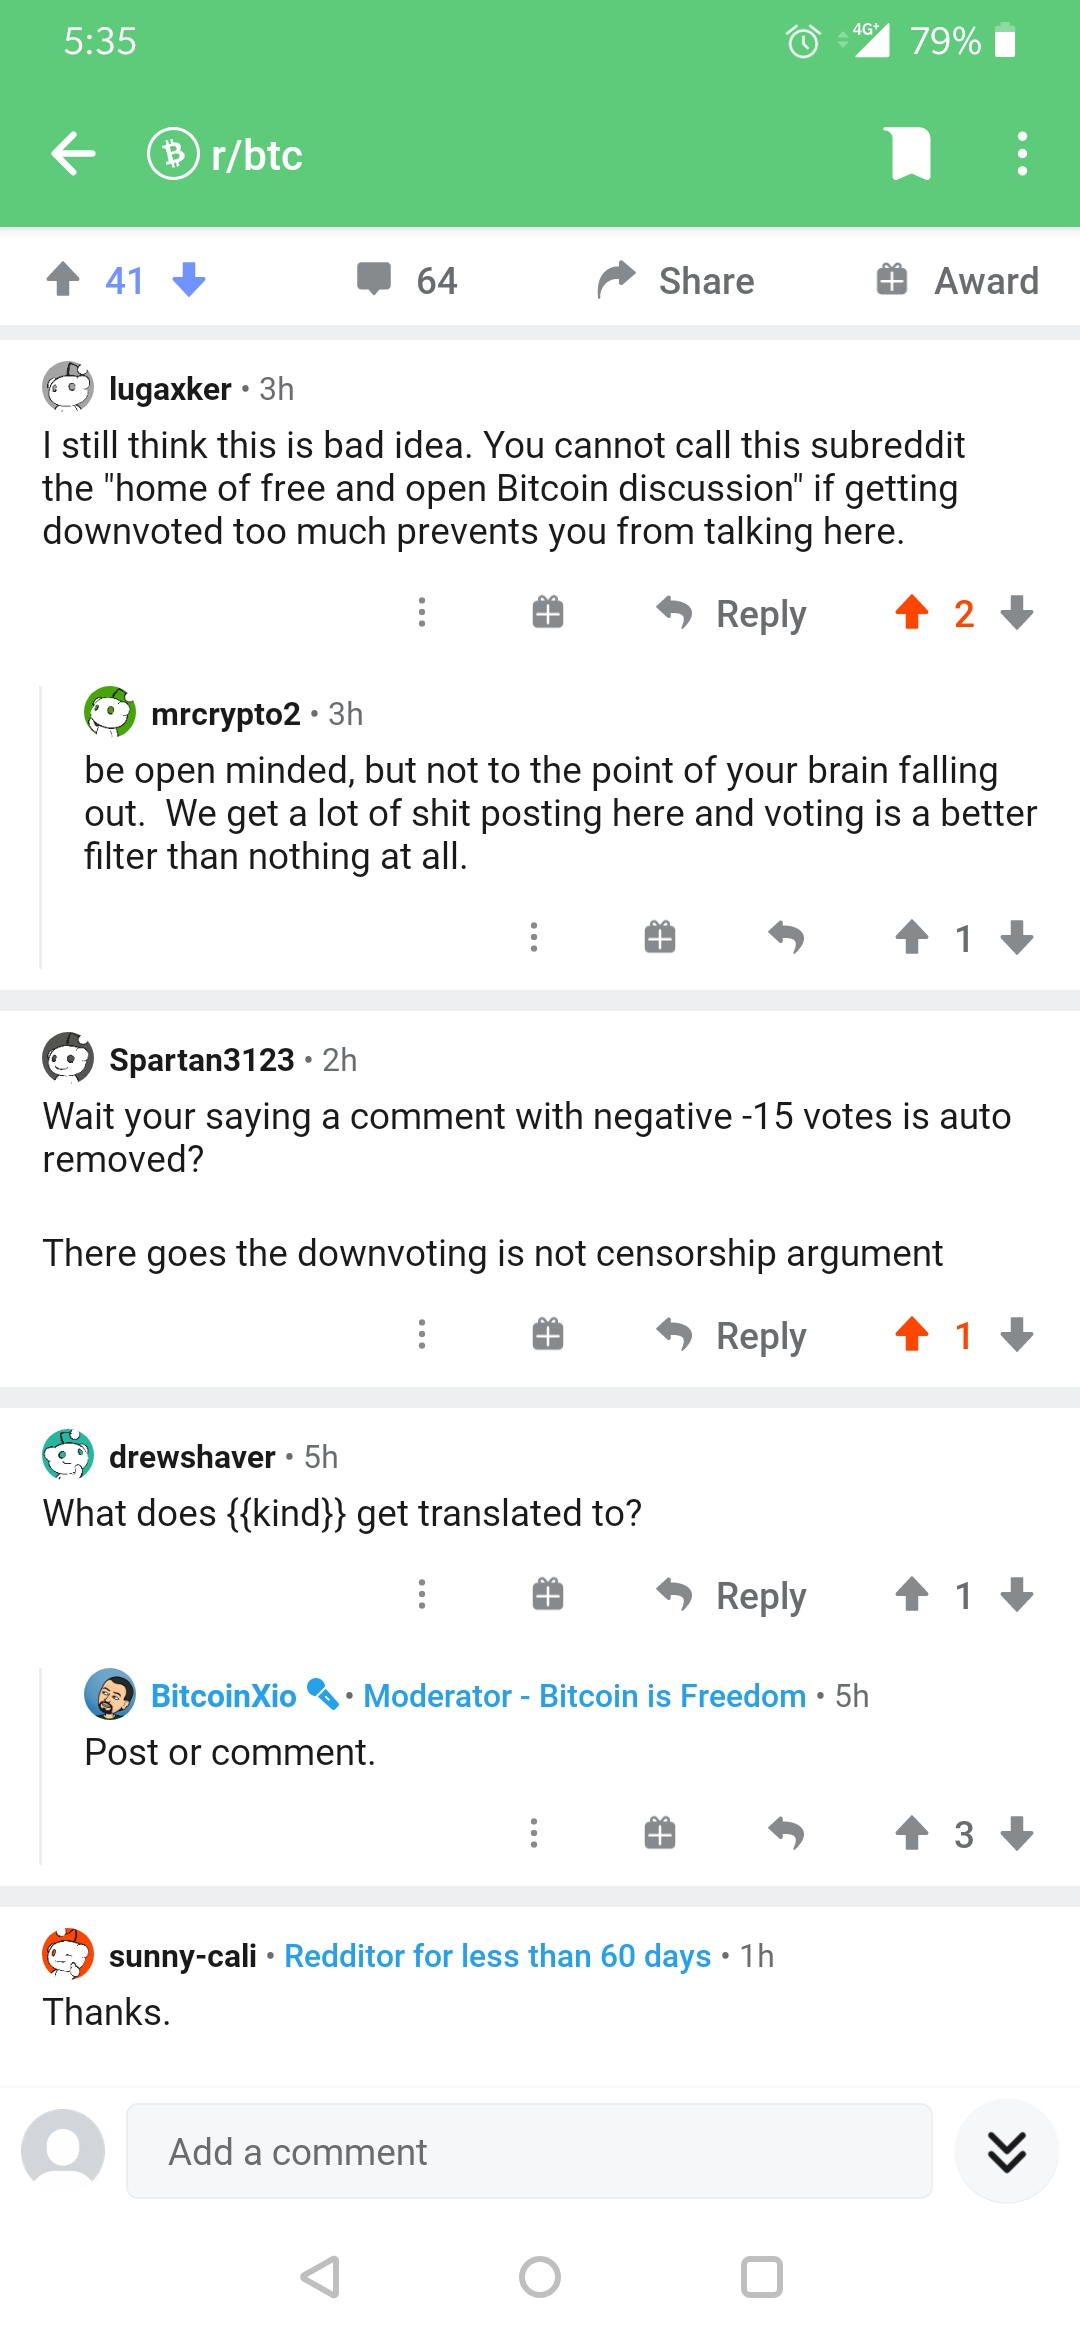 5:35
4G+ 79%
r/btc
41 64 Share Award
lugaxker • 3h
I still think this is bad idea. You cannot call this subreddit
the "home of free and open Bitcoin discussion" if getting
downvoted too much prevents you from talking here.
Reply 2
mrcrypto2 • 3h
be open minded, but not to the point of your brain falling
out.  We get a lot of shit posting here and voting is a better
filter than nothing at all.
1
Spartan3123 • 2h
Wait your saying a comment with negative -15 votes is auto
removed?
There goes the downvoting is not censorship argument
Reply 1
drewshaver • 5h
What does {{kind}} get translated to?
Reply 1
BitcoinXio • Moderator - Bitcoin is Freedom • 5h
Post or comment.
3
sunny-cali • Redditor for less than 60 days • 1h
Thanks.
Add a comment